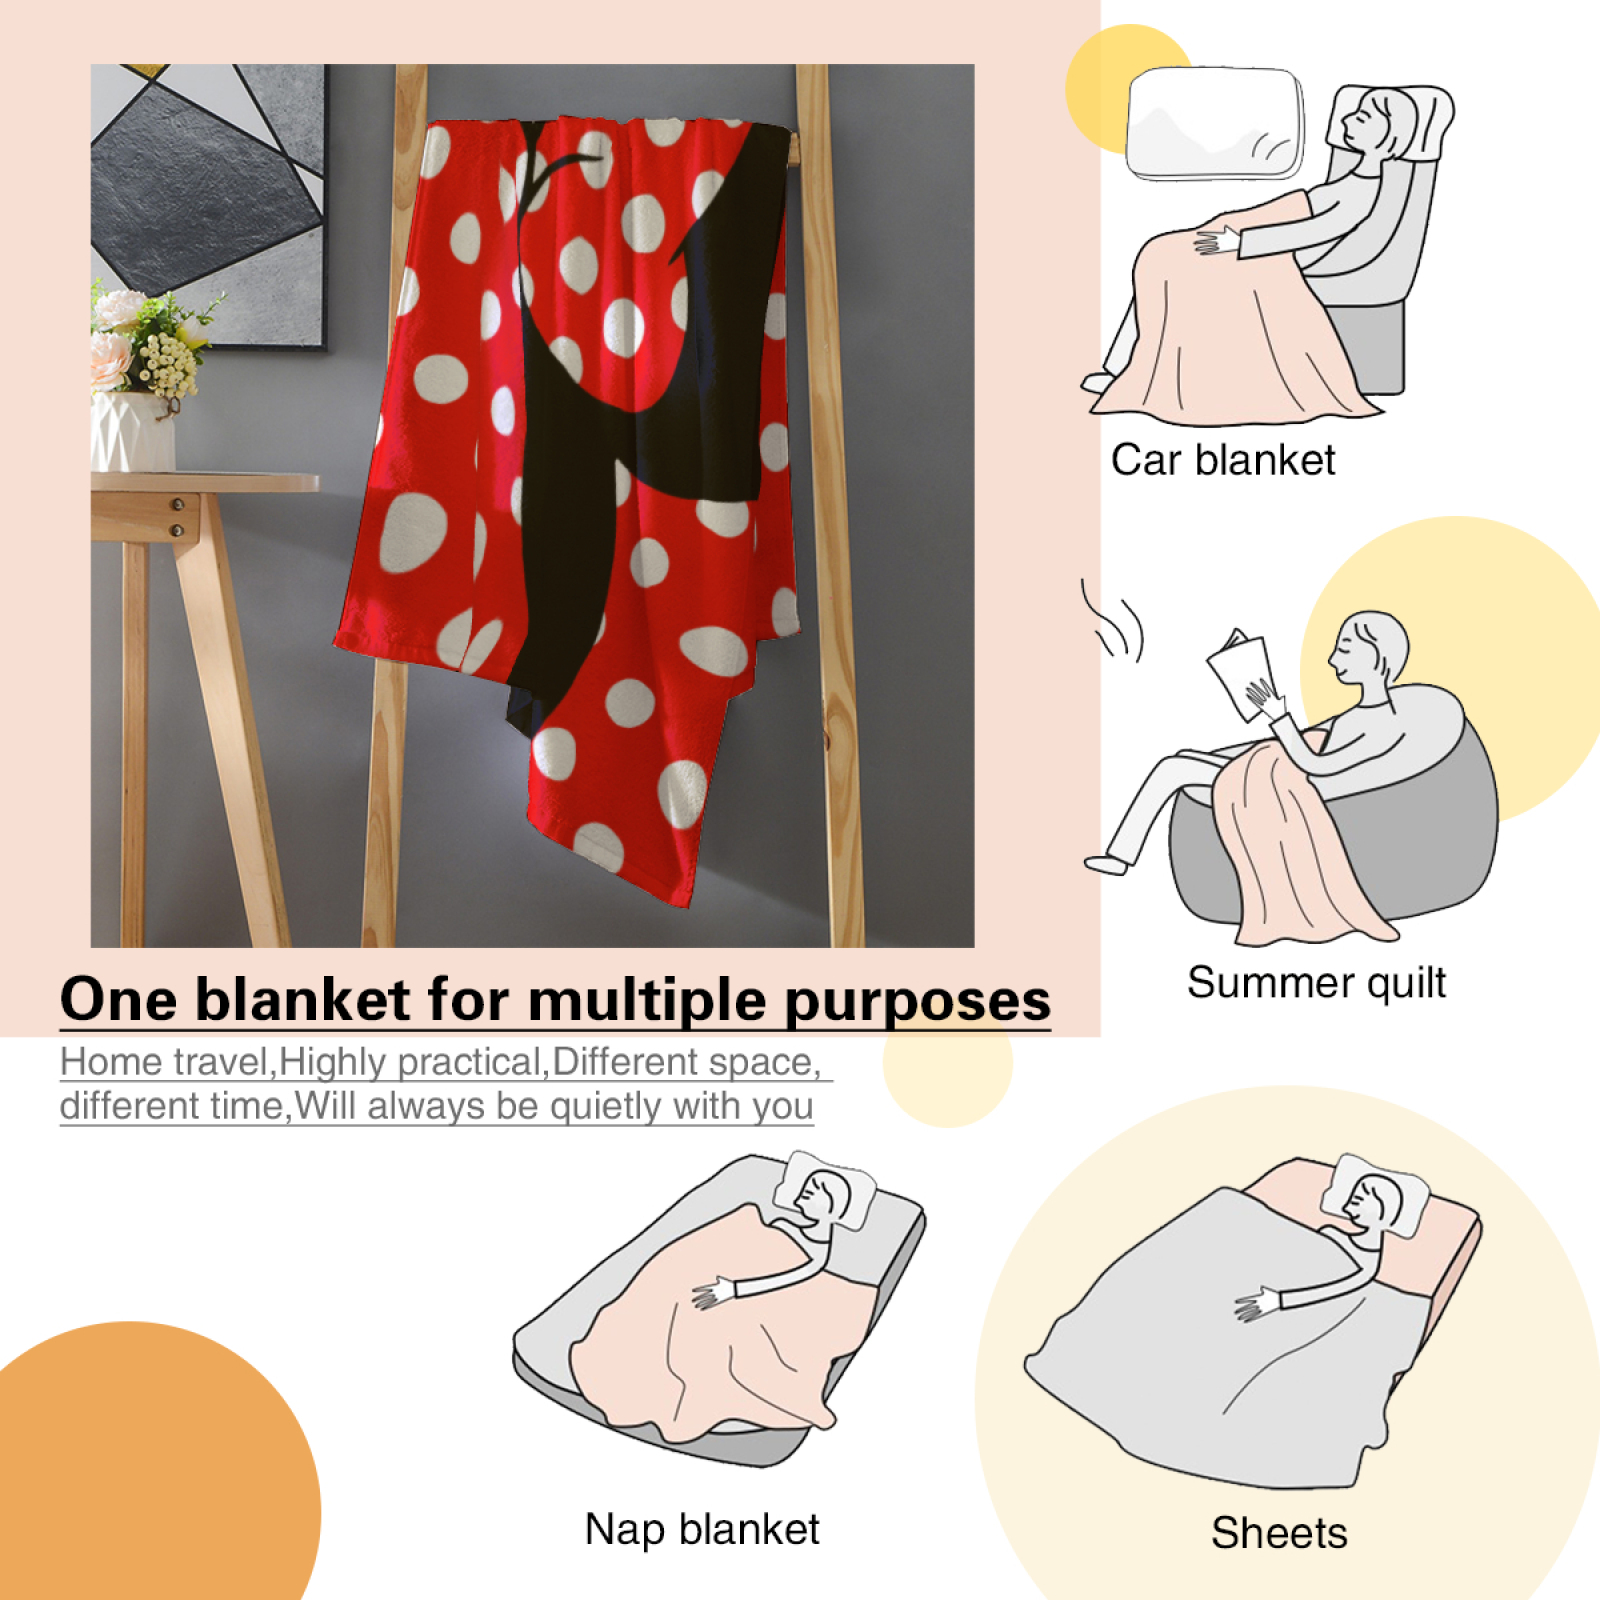 Car blanket
Summer quilt
One blanket for multiple purposes
Home travel,Highly practical,Different space,
different time,Will always be quietly with you
Nap blanket
Sheets